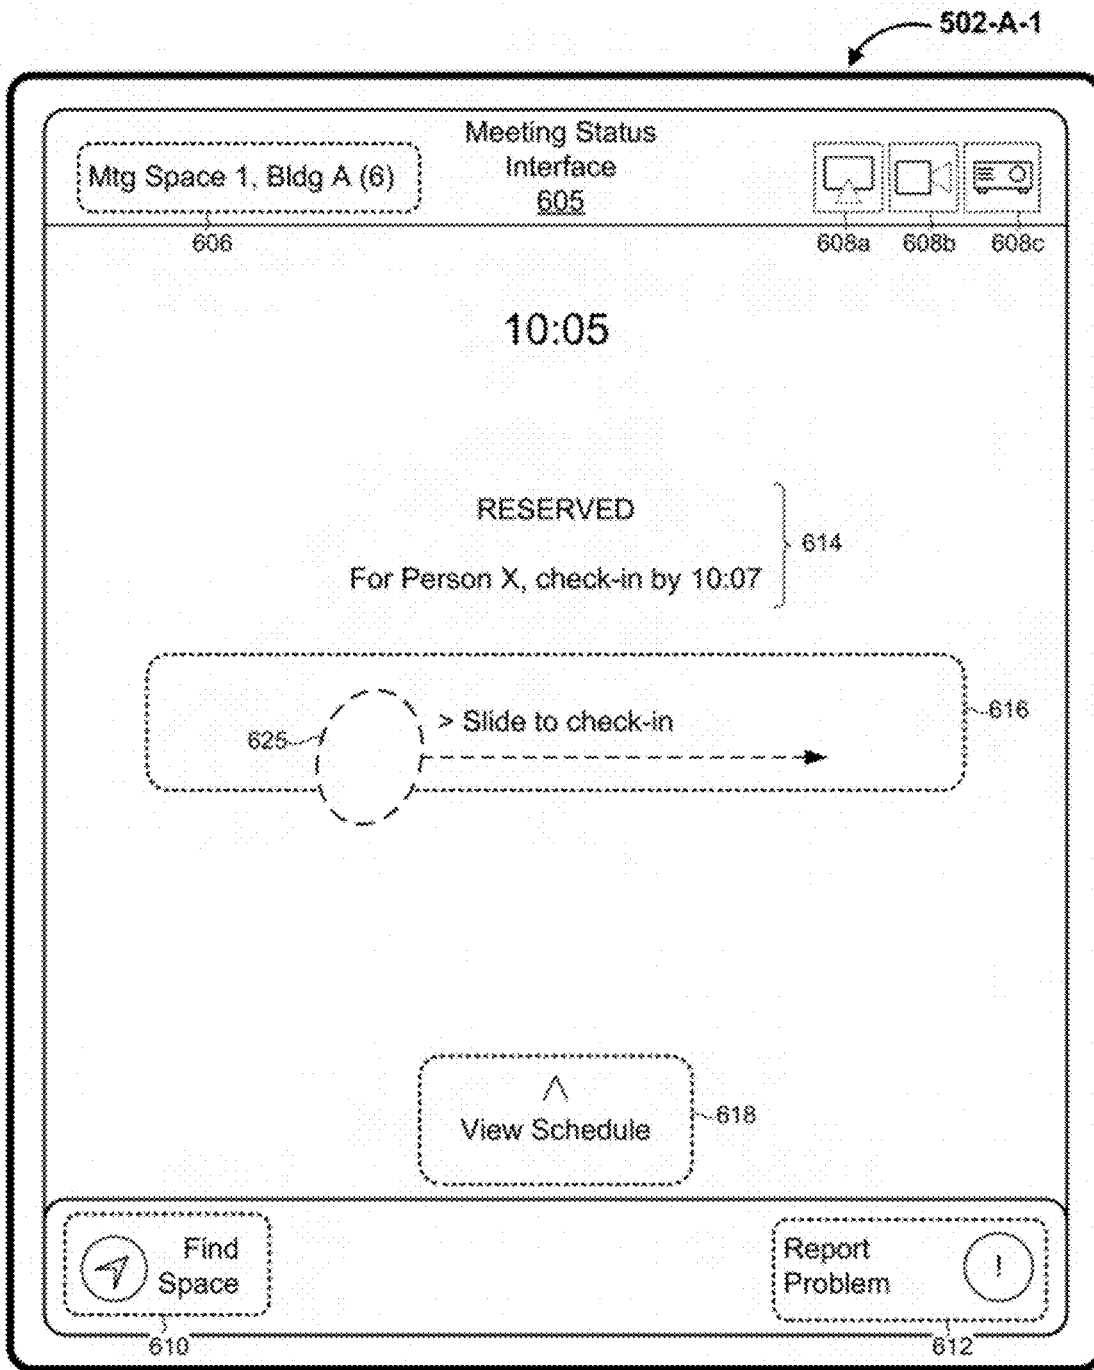 502-A-1
Meeting Status
Interface
605
Mtg Space 1, Bldg A (6)
606
608a
608b
608c
10:05
RESERVED
For Person X, check-in by 10:07
614
> Slide to check-in
616
625
^
View Schedule
618
Find
Space
610
Report
Problem
!
612